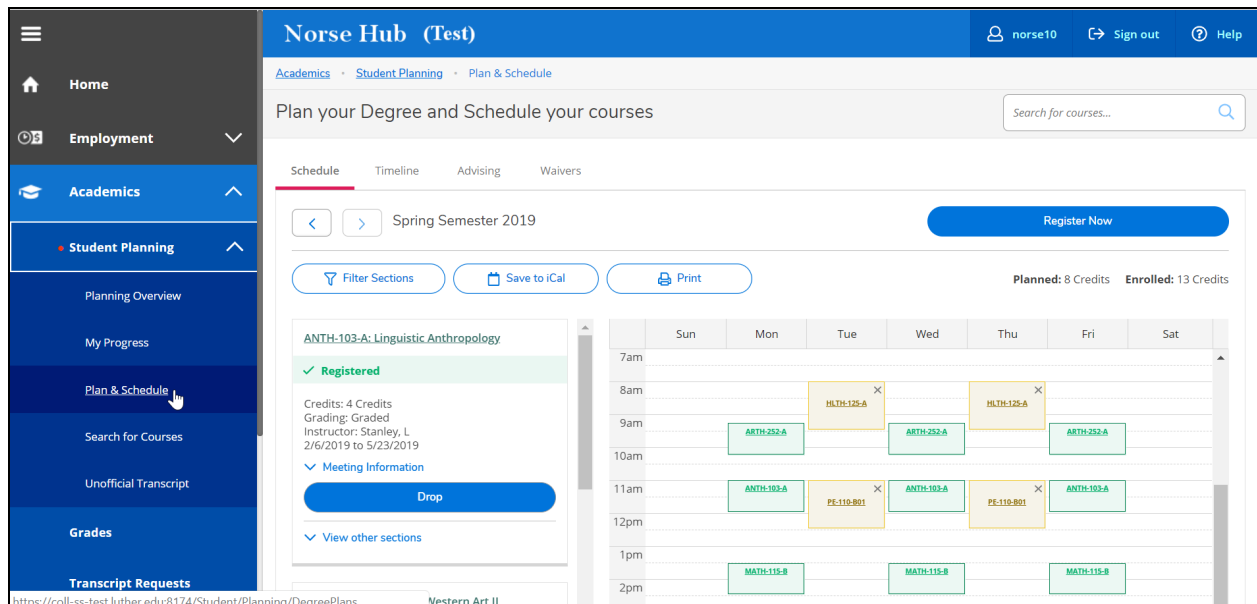 Norse Hub (Test)
norse10
Sign out
Help
Home
Employment
Academics
Student Planning
Planning Overview
My Progress
Plan & Schedule
Search for Courses
Unofficial Transcript
Grades
Transcript Requests
https://coll-ss-test.luther.edu:8174/Student/Planning/DegreePlans
Academics · Student Planning · Plan & Schedule
Plan your Degree and Schedule your courses
Search for courses...
Schedule Timeline Advising Waivers
< > Spring Semester 2019
Register Now
Filter Sections
Save to iCal
Print
Planned: 8 Credits Enrolled: 13 Credits
ANTH-103-A: Linguistic Anthropology
✓ Registered
Credits: 4 Credits
Grading: Graded
Instructor: Stanley, L
2/6/2019 to 5/23/2019
Meeting Information
Drop
View other sections
Western Art II
Sun Mon Tue Wed Thu Fri Sat
7am
8am
HLTH-125-A HLTH-125-A
9am
ARTH-252-A ARTH-252-A ARTH-252-A
10am
11am
ANTH-103-A ANTH-103-A ANTH-103-A
PE-110-B01 PE-110-B01
12pm
1pm
MATH-115-B MATH-115-B MATH-115-B
2pm